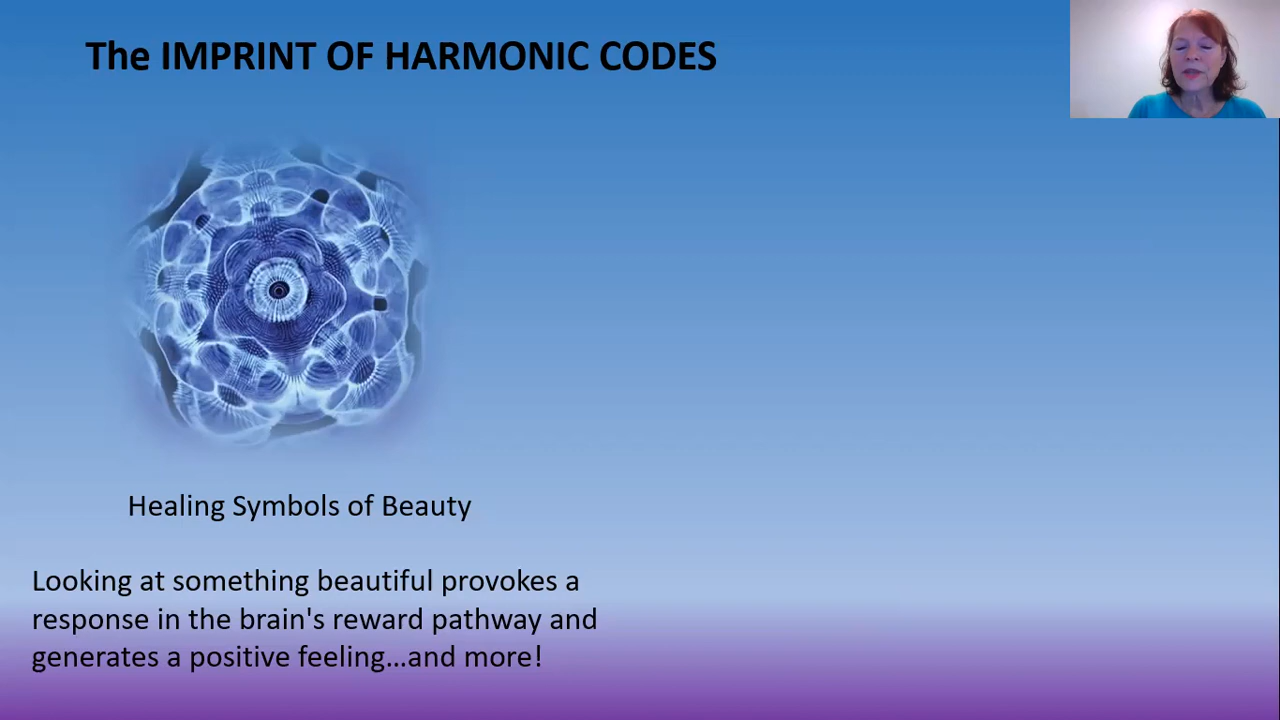 The IMPRINT OF HARMONIC CODES
Healing Symbols of Beauty
Looking at something beautiful provokes a
response in the brain's reward pathway and
generates a positive feeling…and more!